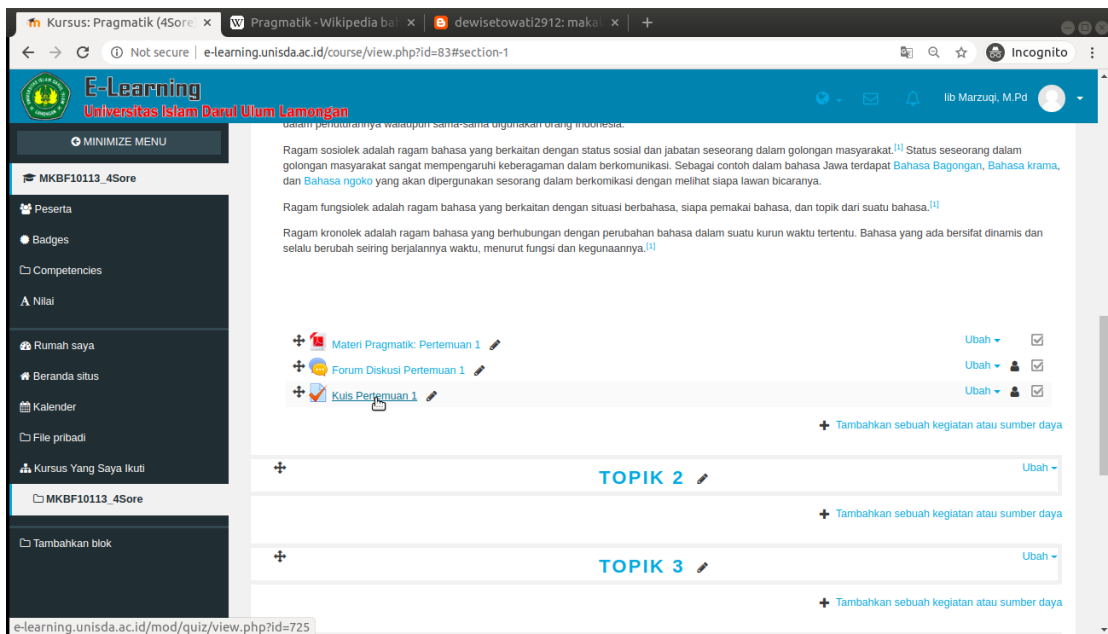 Kursus: Pragmatik (4Sore)
Pragmatik - Wikipedia bah
dewisetowati2912: makal
Not secure | e-learning.unisda.ac.id/course/view.php?id=83#section-1
Incognito
E-Learning
Universitas Islam Darul Ulum Lamongan
Iib Marzuqi, M.Pd
MINIMIZE MENU
MKBF10113_4Sore
Peserta
Badges
Competencies
Nilai
Rumah saya
Beranda situs
Kalender
File pribadi
Kursus Yang Saya Ikuti
MKBF10113_4Sore
Tambahkan blok
dalam penuturannya walaupun sama-sama digunakan orang Indonesia.
Ragam sosiolek adalah ragam bahasa yang berkaitan dengan status sosial dan jabatan seseorang dalam golongan masyarakat.[1] Status seseorang dalam
golongan masyarakat sangat mempengaruhi keberagaman dalam berkomunikasi. Sebagai contoh dalam bahasa Jawa terdapat Bahasa Bagongan, Bahasa krama,
dan Bahasa ngoko yang akan dipergunakan sesorang dalam berkomikasi dengan melihat siapa lawan bicaranya.
Ragam fungsiolek adalah ragam bahasa yang berkaitan dengan situasi berbahasa, siapa pemakai bahasa, dan topik dari suatu bahasa.[1]
Ragam kronolek adalah ragam bahasa yang berhubungan dengan perubahan bahasa dalam suatu kurun waktu tertentu. Bahasa yang ada bersifat dinamis dan
selalu berubah seiring berjalannya waktu, menurut fungsi dan kegunaannya.[1]
Materi Pragmatik: Pertemuan 1
Ubah
Forum Diskusi Pertemuan 1
Ubah
Kuis Pertemuan 1
Ubah
Tambahkan sebuah kegiatan atau sumber daya
TOPIK 2
Ubah
Tambahkan sebuah kegiatan atau sumber daya
TOPIK 3
Ubah
Tambahkan sebuah kegiatan atau sumber daya
e-learning.unisda.ac.id/mod/quiz/view.php?id=725